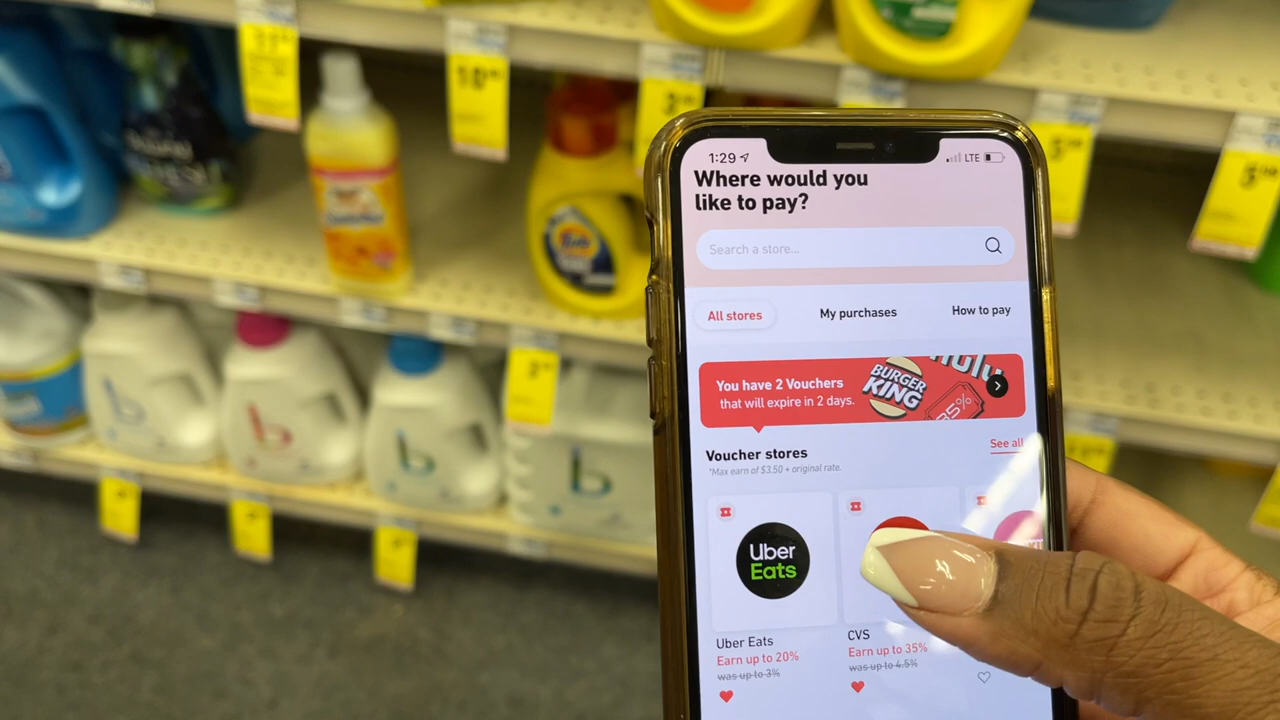 1:29
LTE
Where would you
like to pay?
Search a store...
All stores
My purchases
How to pay
You have 2 Vouchers
that will expire in 2 days.
BURGER
KING
hulu
35%
Voucher stores
See all
*Max earn of $3.50 + original rate.
Uber
Eats
Uber Eats
Earn up to 20%
was up to 3%
CVS
Earn up to 35%
was up to 4.5%
Tide
b
b
b
b